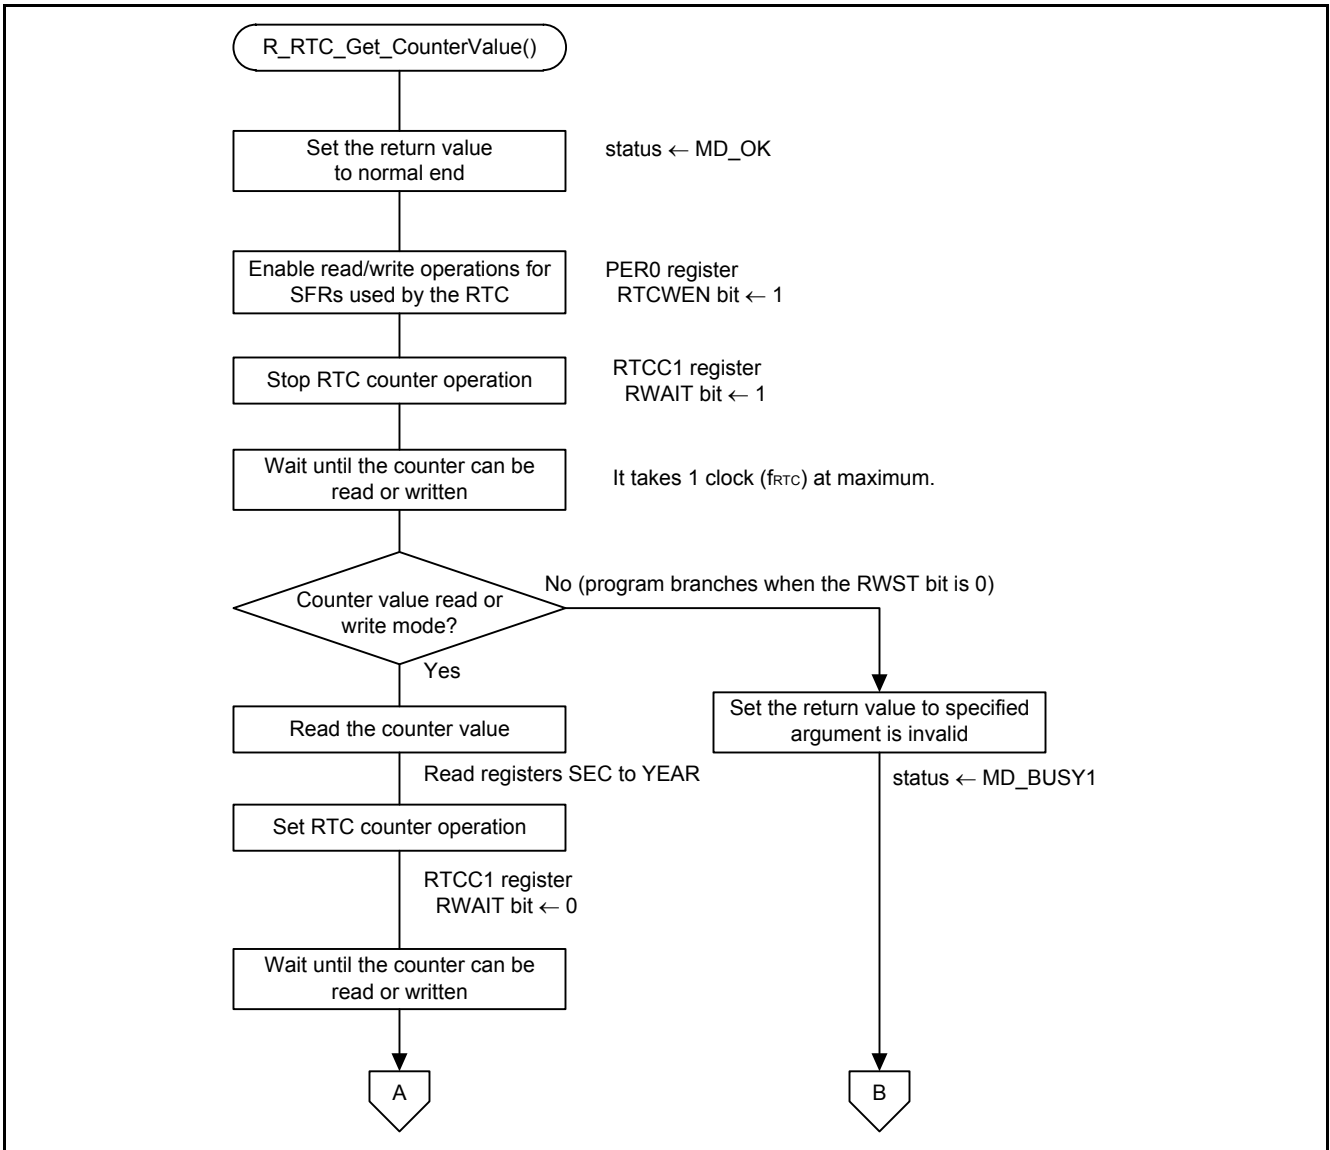 R_RTC_Get_CounterValue()
Set the return value
to normal end
status ← MD_OK
Enable read/write operations for
SFRs used by the RTC
PER0 register
RTCWEN bit ← 1
Stop RTC counter operation
RTCC1 register
RWAIT bit ← 1
Wait until the counter can be
read or written
It takes 1 clock (fRTC) at maximum.
No (program branches when the RWST bit is 0)
Counter value read or
write mode?
Yes
Set the return value to specified
argument is invalid
Read the counter value
Read registers SEC to YEAR
status ← MD_BUSY1
Set RTC counter operation
RTCC1 register
RWAIT bit ← 0
Wait until the counter can be
read or written
A
B